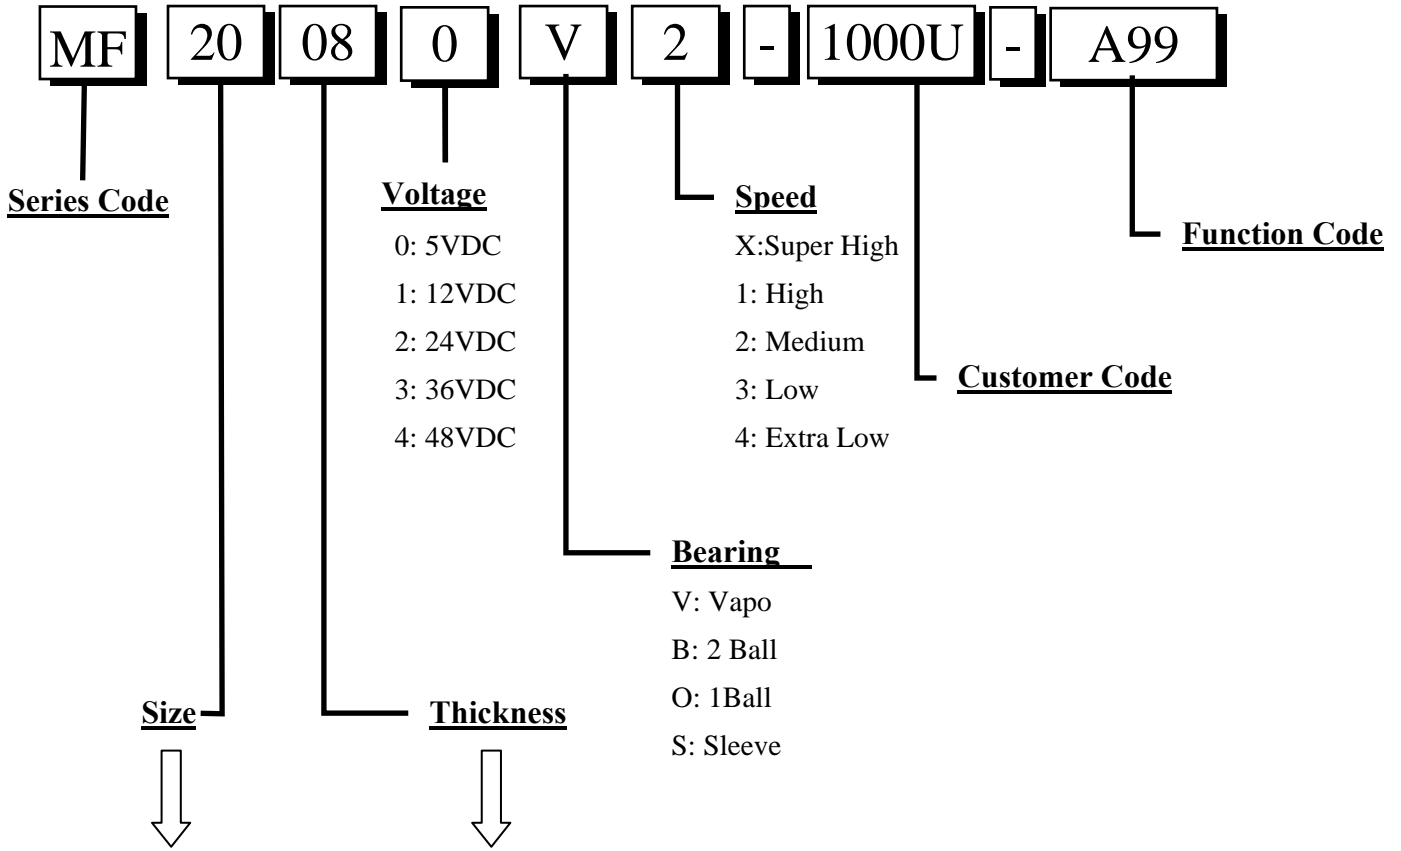 MF 20 08 0 V 2 - 1000U - A99
Series Code
Voltage
0: 5VDC
1: 12VDC
2: 24VDC
3: 36VDC
4: 48VDC
Speed
X:Super High
1: High
2: Medium
3: Low
4: Extra Low
Function Code
Customer Code
Bearing
V: Vapo
B: 2 Ball
O: 1Ball
S: Sleeve
Size
Thickness